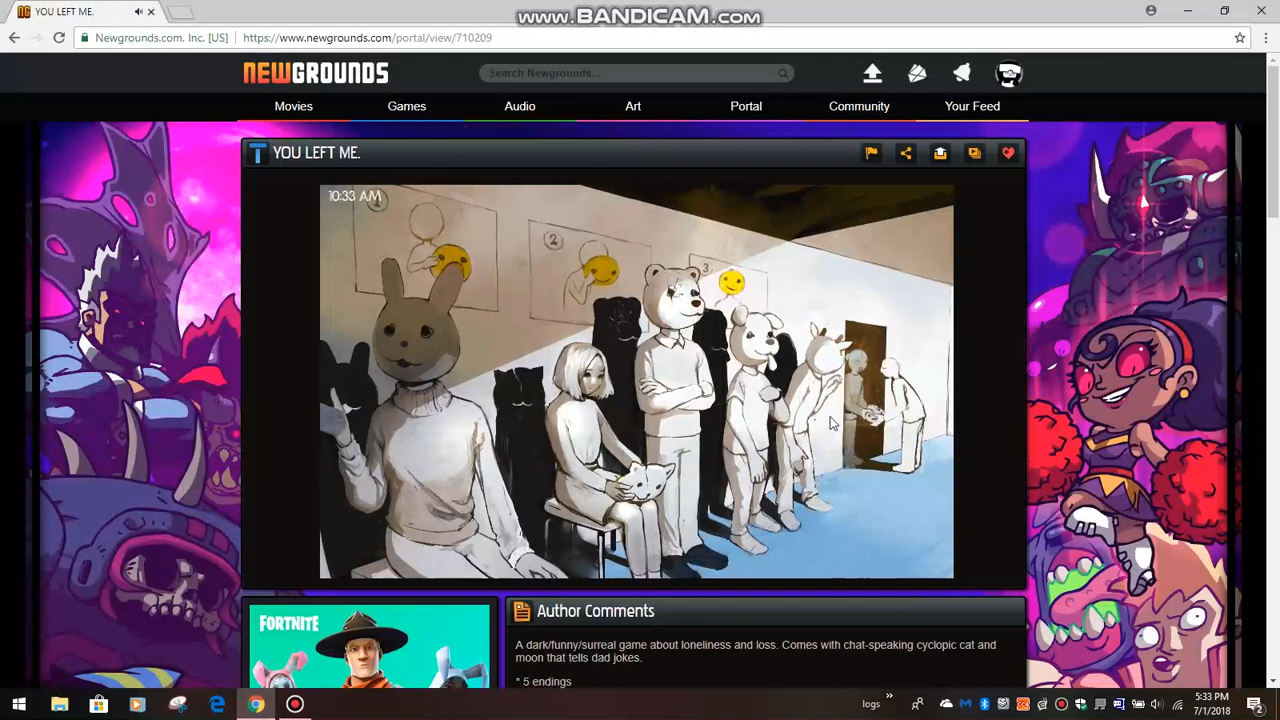 www.BANDICAM.com
YOU LEFT ME.
Newgrounds.com. Inc. [US] https://www.newgrounds.com/portal/view/710209
NEWGROUNDS
Search Newgrounds...
Movies Games Audio Art Portal Community Your Feed
YOU LEFT ME.
10:33 AM
1
2
3
FORTNITE
Author Comments
A dark/funny/surreal game about loneliness and loss. Comes with chat-speaking cyclopic cat and
moon that tells dad jokes.
* 5 endings
logs
5:33 PM
7/1/2018